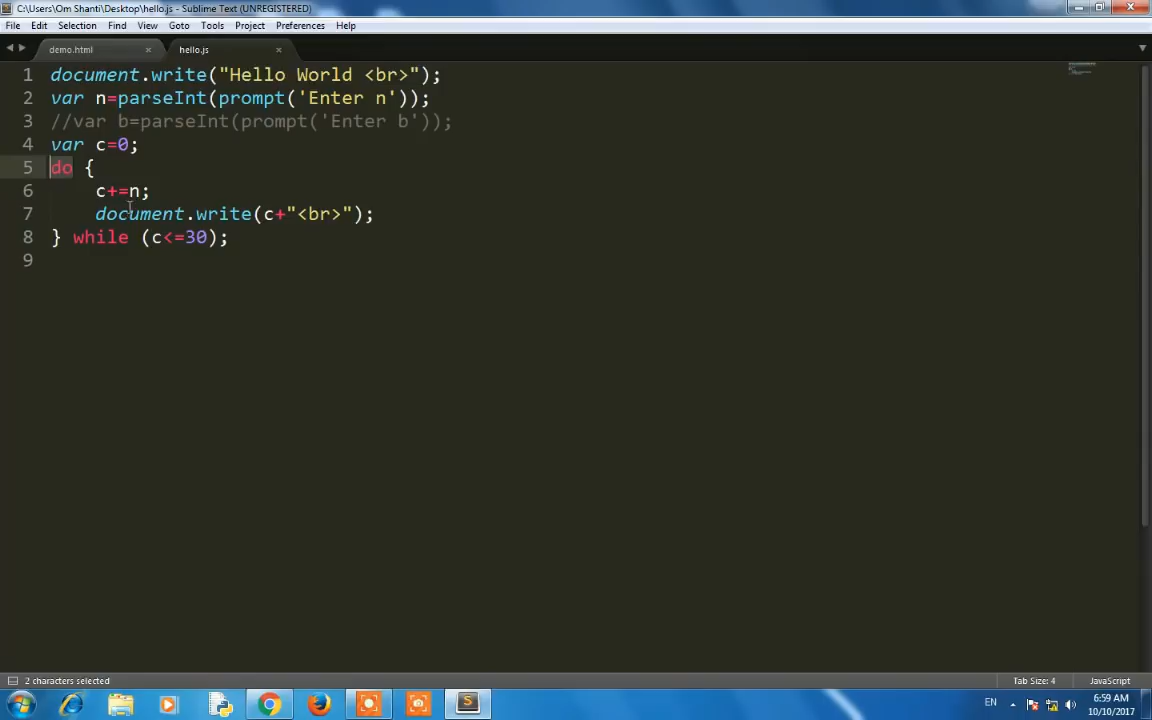 C:\Users\Om Shanti\Desktop\hello.js - Sublime Text (UNREGISTERED)
File Edit Selection View Goto Tools Project Preferences Help
Find
demo.html × hello.js ×
1 document.write("Hello World <br>");
2 var n=parseInt(prompt('Enter n'));
3 //var b=parseInt(prompt('Enter b'));
4 var c=0;
5 do {
6 c+=n;
7 document.write(c+"<br>");
8 } while (c<=30);
9
2 characters selected Tab Size: 4 JavaScript
EN 6:59 AM
10/10/2017